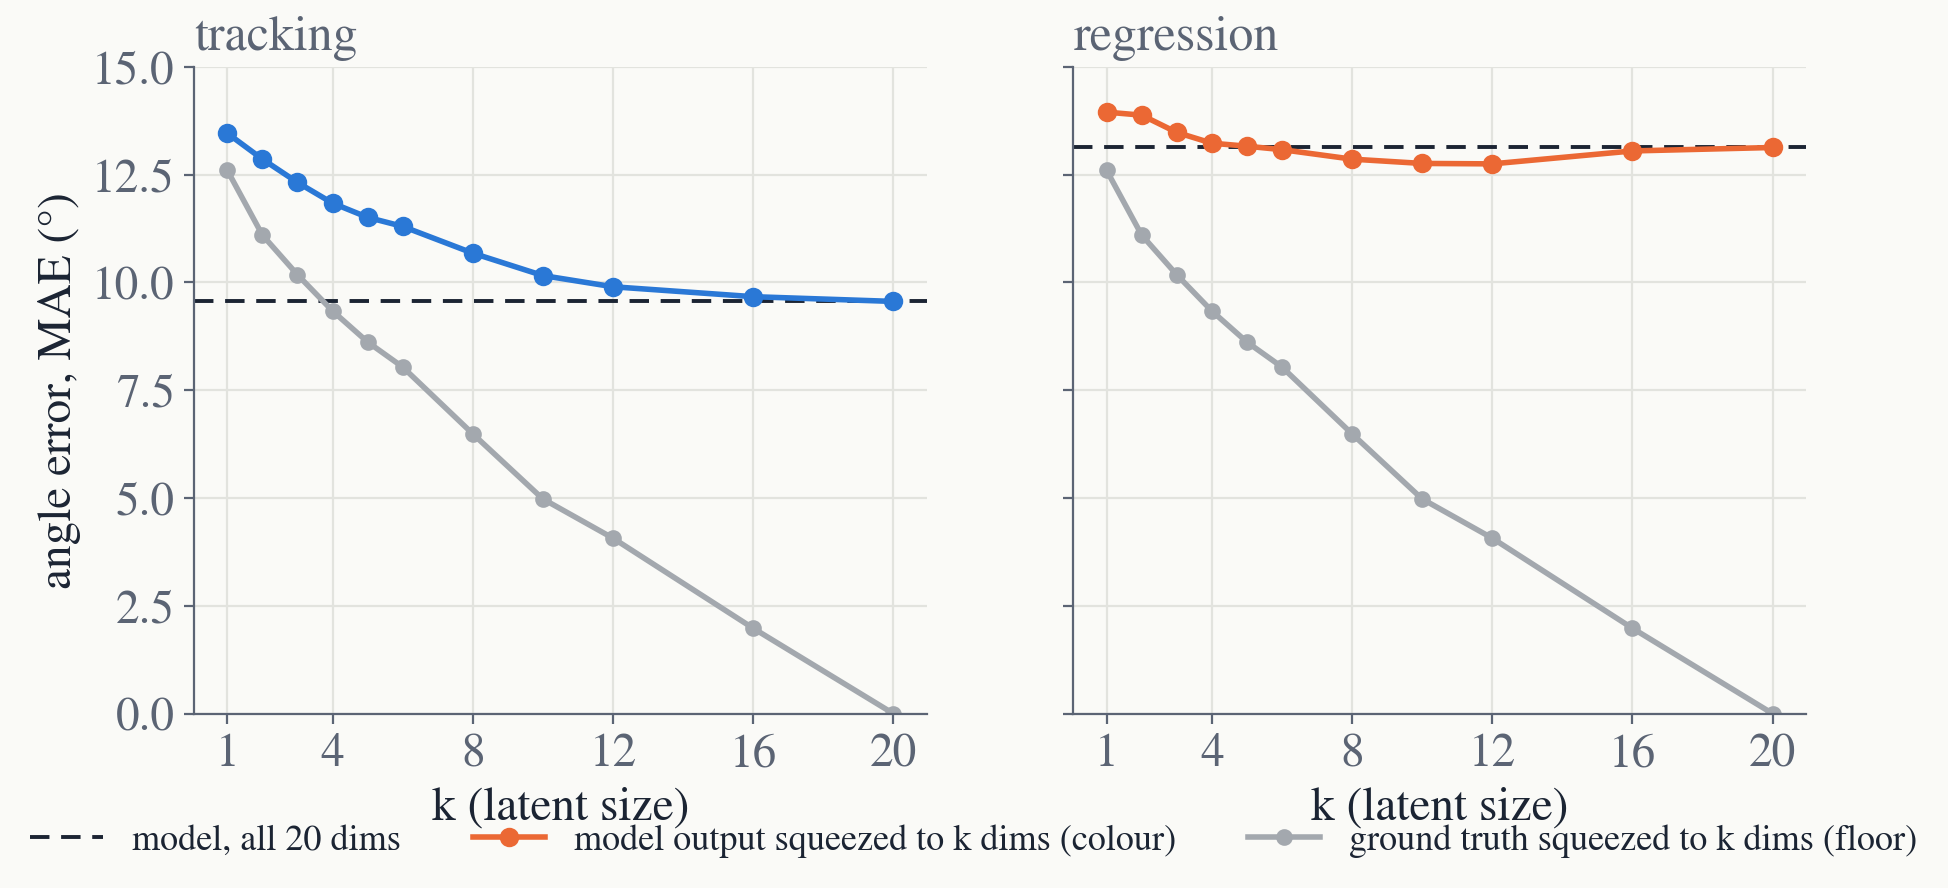 tracking
regression
angle error, MAE (°)
15.0
12.5
10.0
7.5
5.0
2.5
0.0
1 4 8 12 16 20
1 4 8 12 16 20
k (latent size)
k (latent size)
model, all 20 dims
model output squeezed to k dims (colour)
ground truth squeezed to k dims (floor)